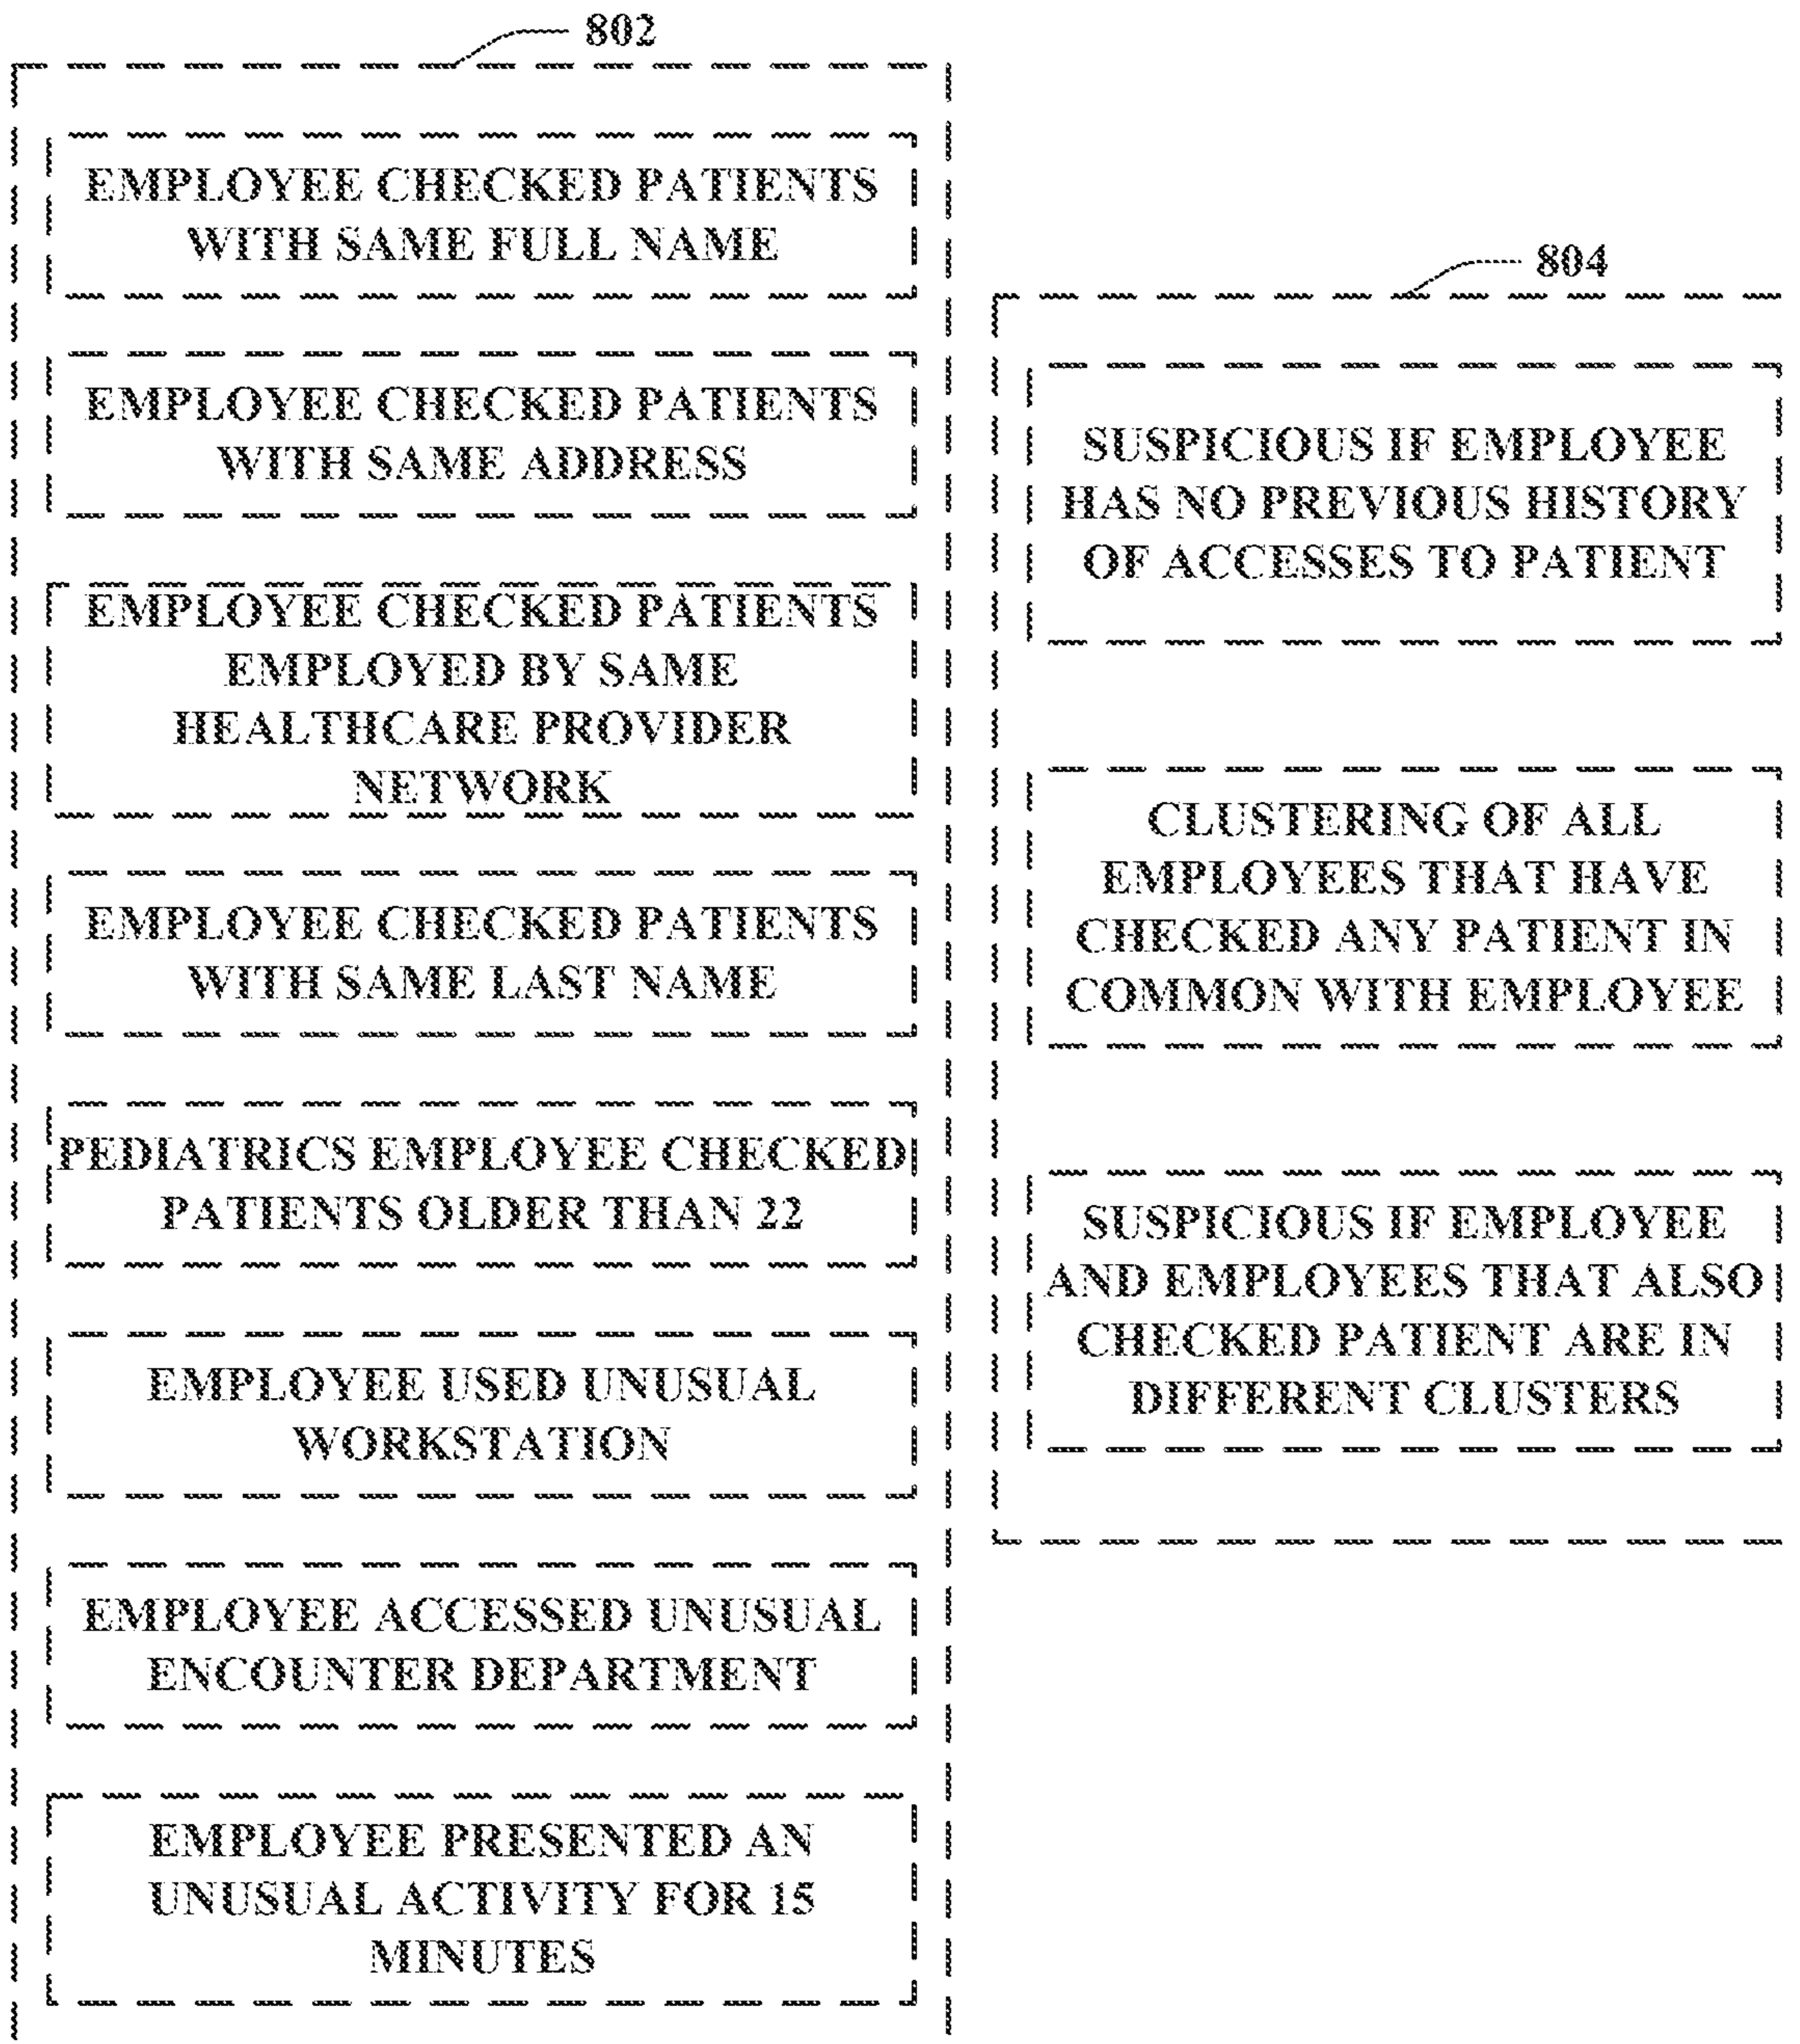 802
EMPLOYEE CHECKED PATIENTS
WITH SAME FULL NAME
EMPLOYEE CHECKED PATIENTS
WITH SAME ADDRESS
EMPLOYEE CHECKED PATIENTS
EMPLOYED BY SAME
HEALTHCARE PROVIDER
NETWORK
EMPLOYEE CHECKED PATIENTS
WITH SAME LAST NAME
PEDIATRICS EMPLOYEE CHECKED
PATIENTS OLDER THAN 22
EMPLOYEE USED UNUSUAL
WORKSTATION
EMPLOYEE ACCESSED UNUSUAL
ENCOUNTER DEPARTMENT
EMPLOYEE PRESENTED AN
UNUSUAL ACTIVITY FOR 15
MINUTES
804
SUSPICIOUS IF EMPLOYEE
HAS NO PREVIOUS HISTORY
OF ACCESSES TO PATIENT
CLUSTERING OF ALL
EMPLOYEES THAT HAVE
CHECKED ANY PATIENT IN
COMMON WITH EMPLOYEE
SUSPICIOUS IF EMPLOYEE
AND EMPLOYEES THAT ALSO
CHECKED PATIENT ARE IN
DIFFERENT CLUSTERS